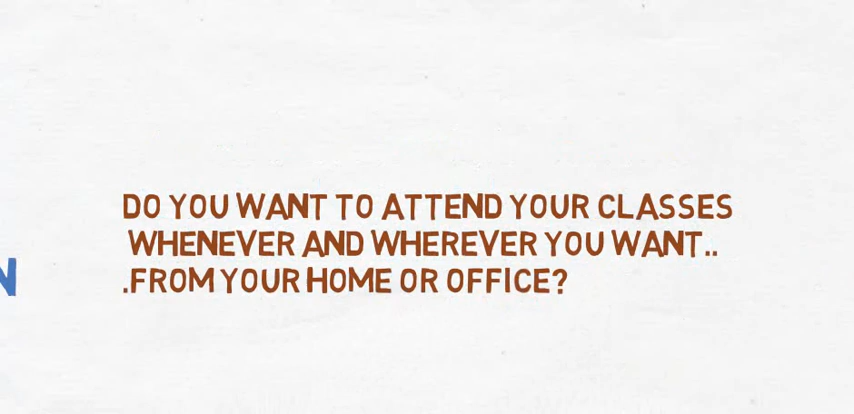 DO YOU WANT TO ATTEND YOUR CLASSES
WHENEVER AND WHEREVER YOU WANT..
.FROM YOUR HOME OR OFFICE?
N